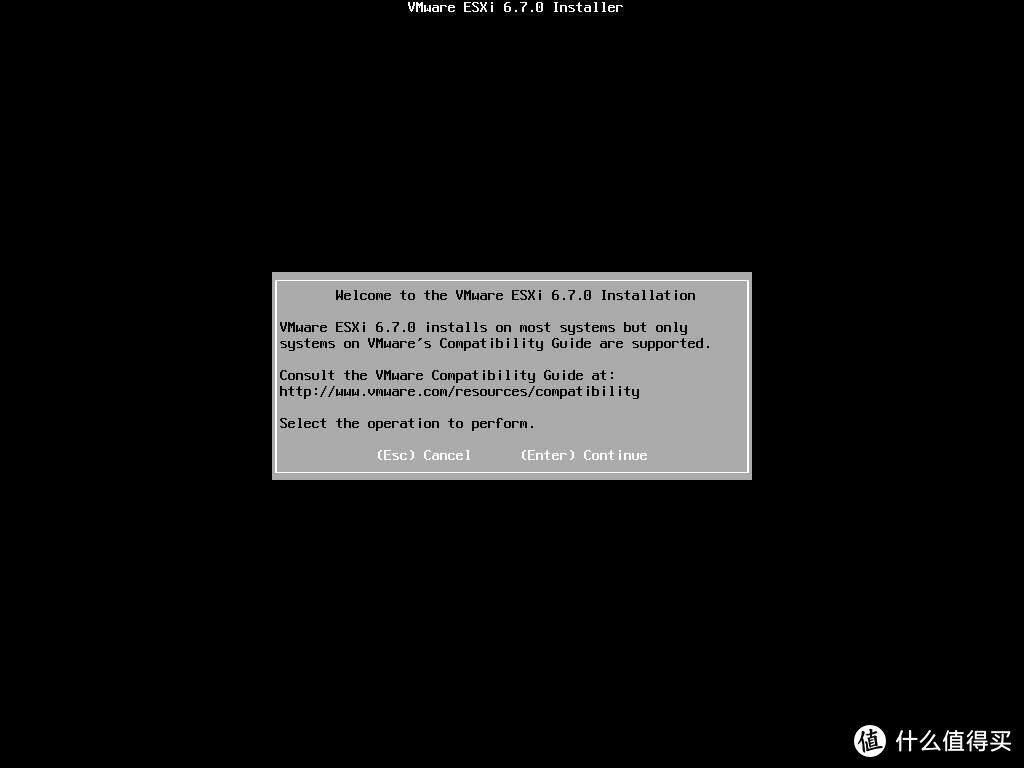 VMware ESXi 6.7.0 Installer
Welcome to the VMware ESXi 6.7.0 Installation
VMware ESXi 6.7.0 installs on most systems but only
systems on VMware's Compatibility Guide are supported.
Consult the VMware Compatibility Guide at:
http://www.vmware.com/resources/compatibility
Select the operation to perform.
(Esc) Cancel (Enter) Continue
值 什么值得买